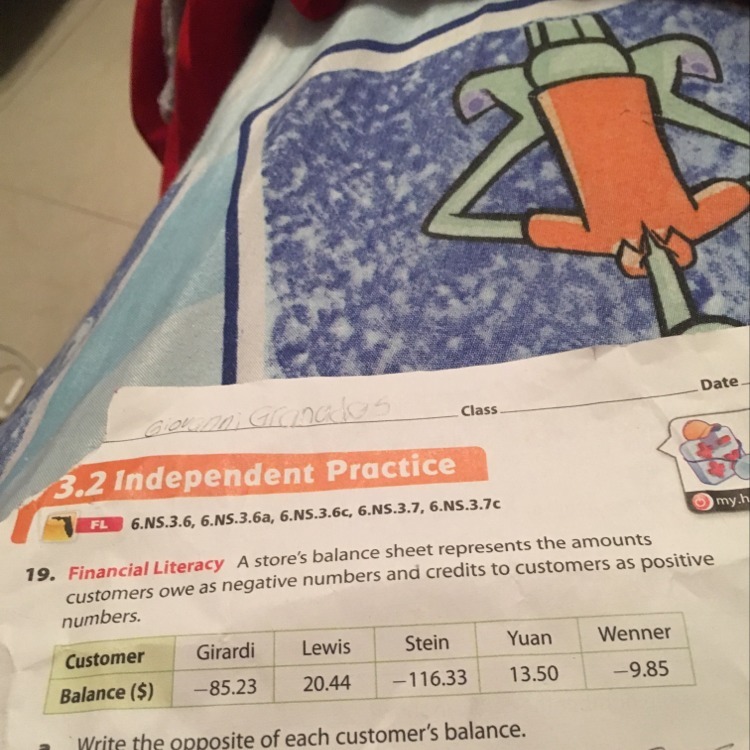 Giovanni Granados Class Date
3.2 Independent Practice
FL 6.NS.3.6, 6.NS.3.6a, 6.NS.3.6c, 6.NS.3.7, 6.NS.3.7c
my.h
19. Financial Literacy A store's balance sheet represents the amounts
customers owe as negative numbers and credits to customers as positive
numbers.
Customer Girardi Lewis Stein Yuan Wenner
Balance ($) −85.23 20.44 −116.33 13.50 −9.85
a Write the opposite of each customer's balance.